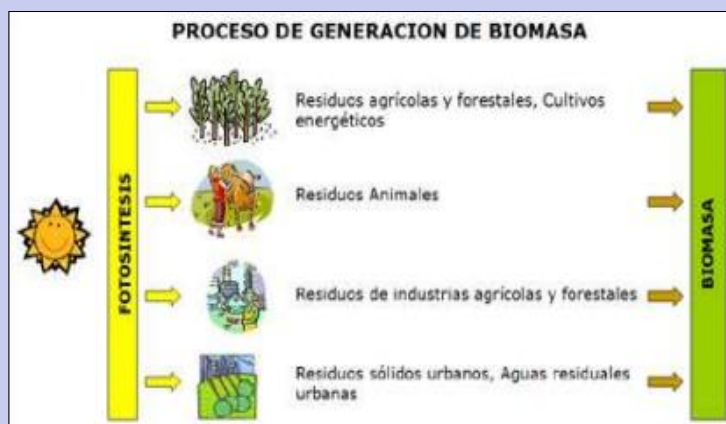 PROCESO DE GENERACION DE BIOMASA
FOTOSINTESIS
Residuos agrícolas y forestales, Cultivos
energéticos
Residuos Animales
Residuos de industrias agrícolas y forestales
Residuos sólidos urbanos, Aguas residuales
urbanas
BIOMASA